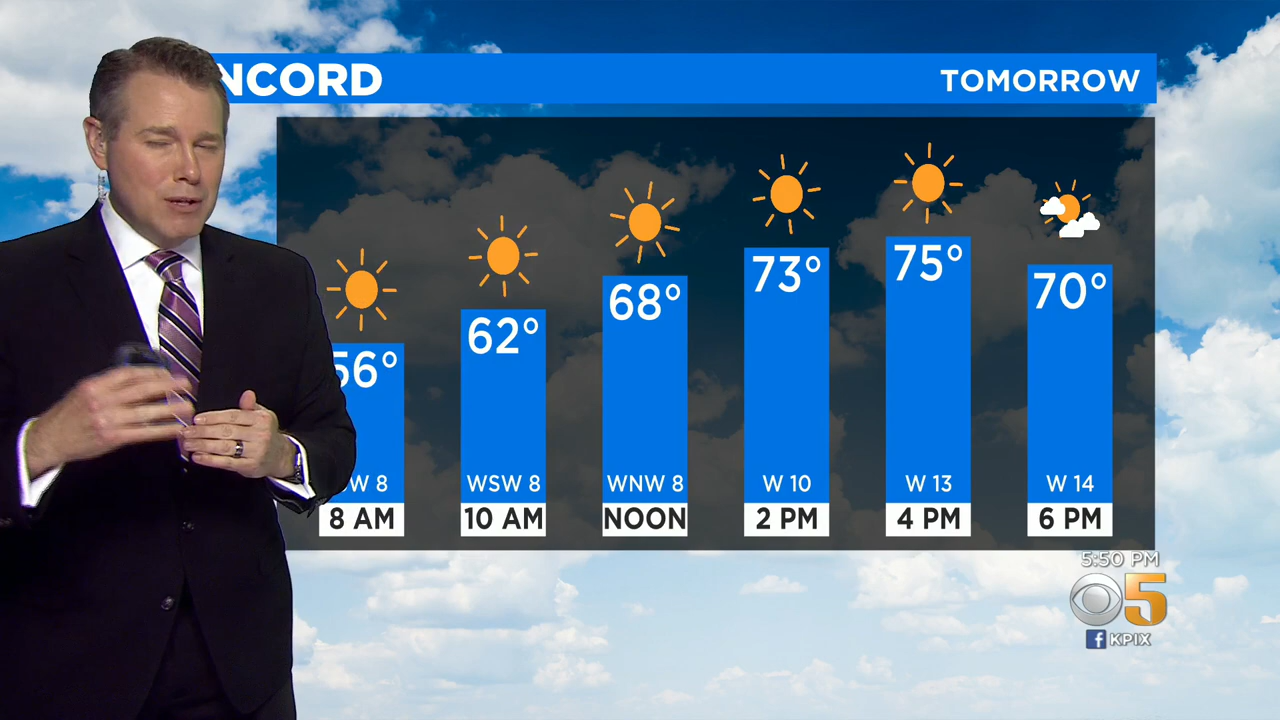 NCORD
TOMORROW
56°
62°
68°
73°
75°
70°
W 8
WSW 8
WNW 8
W 10
W 13
W 14
8 AM
10 AM
NOON
2 PM
4 PM
6 PM
5:50 PM
5
f KPIX